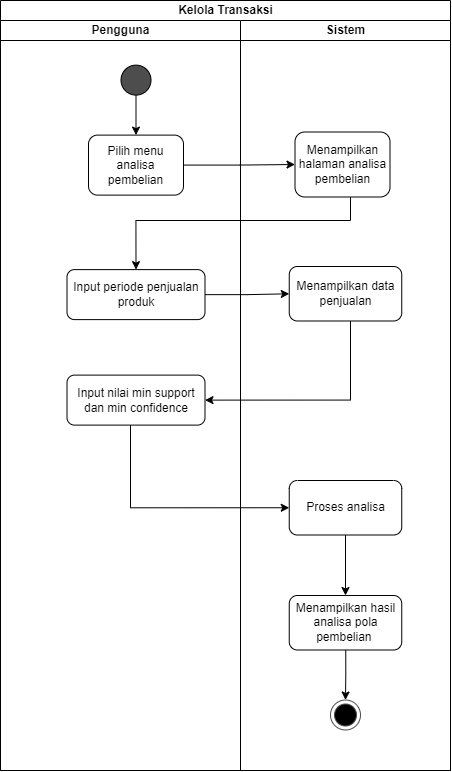 Kelola Transaksi
Pengguna
Sistem
Pilih menu
analisa
pembelian
Menampilkan
halaman analisa
pembelian
Input periode penjualan
produk
Menampilkan data
penjualan
Input nilai min support
dan min confidence
Proses analisa
Menampilkan hasil
analisa pola
pembelian